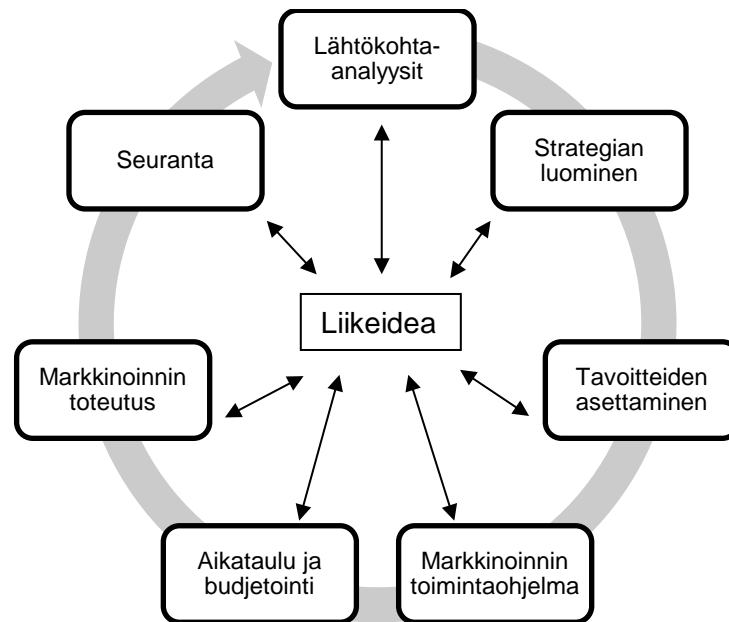 Lähtökohta-
analyysit
Strategian
luominen
Tavoitteiden
asettaminen
Markkinoinnin
toimintaohjelma
Aikataulu ja
budjetointi
Markkinoinnin
toteutus
Seuranta
Liikeidea